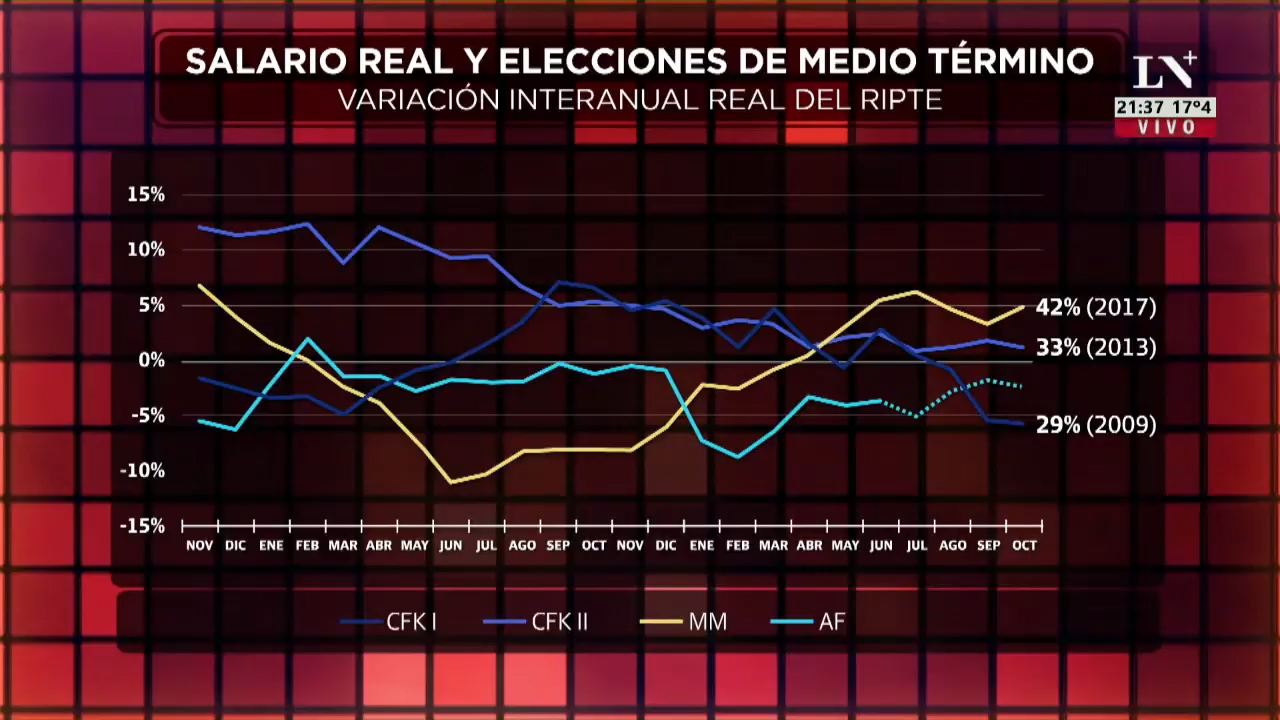 SALARIO REAL Y ELECCIONES DE MEDIO TÉRMINO
VARIACIÓN INTERANUAL REAL DEL RIPTE
LN+
21:37 17º4
VIVO
15%
10%
5%
0%
-5%
-10%
-15%
42% (2017)
33% (2013)
29% (2009)
NOV DIC ENE FEB MAR ABR MAY JUN JUL AGO SEP OCT NOV DIC ENE FEB MAR ABR MAY JUN JUL AGO SEP OCT
CFK I CFK II MM AF